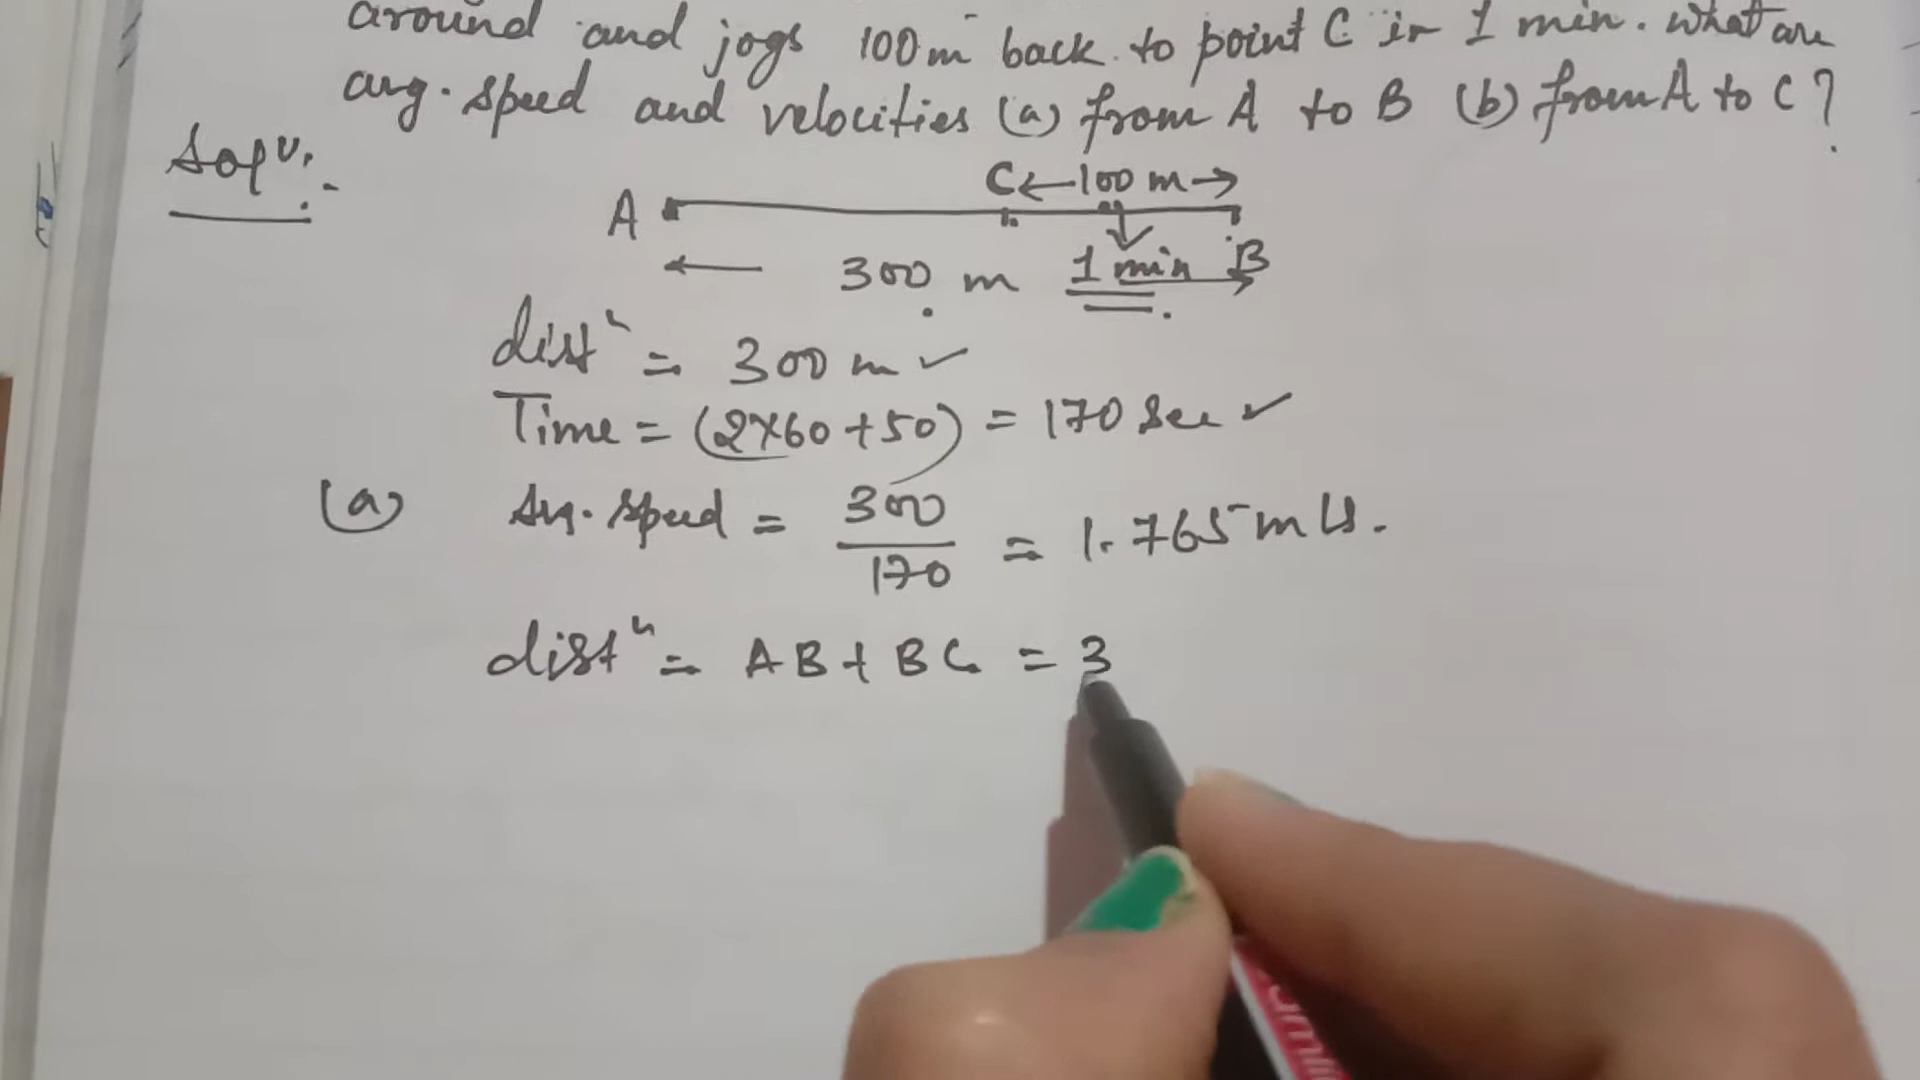 around and jogs 100m back to point C in 1 min. What are
avg. speed and velocities (a) from A to B (b) from A to C?
Solⁿ:-
C ←100 m→
A
300 m 1 min B
distⁿ = 300 m ✓
Time = (2×60+50) = 170 Sec ✓
(a) Av. Speed = 300/170 = 1.765 m/s.
distⁿ = AB + BC = 3